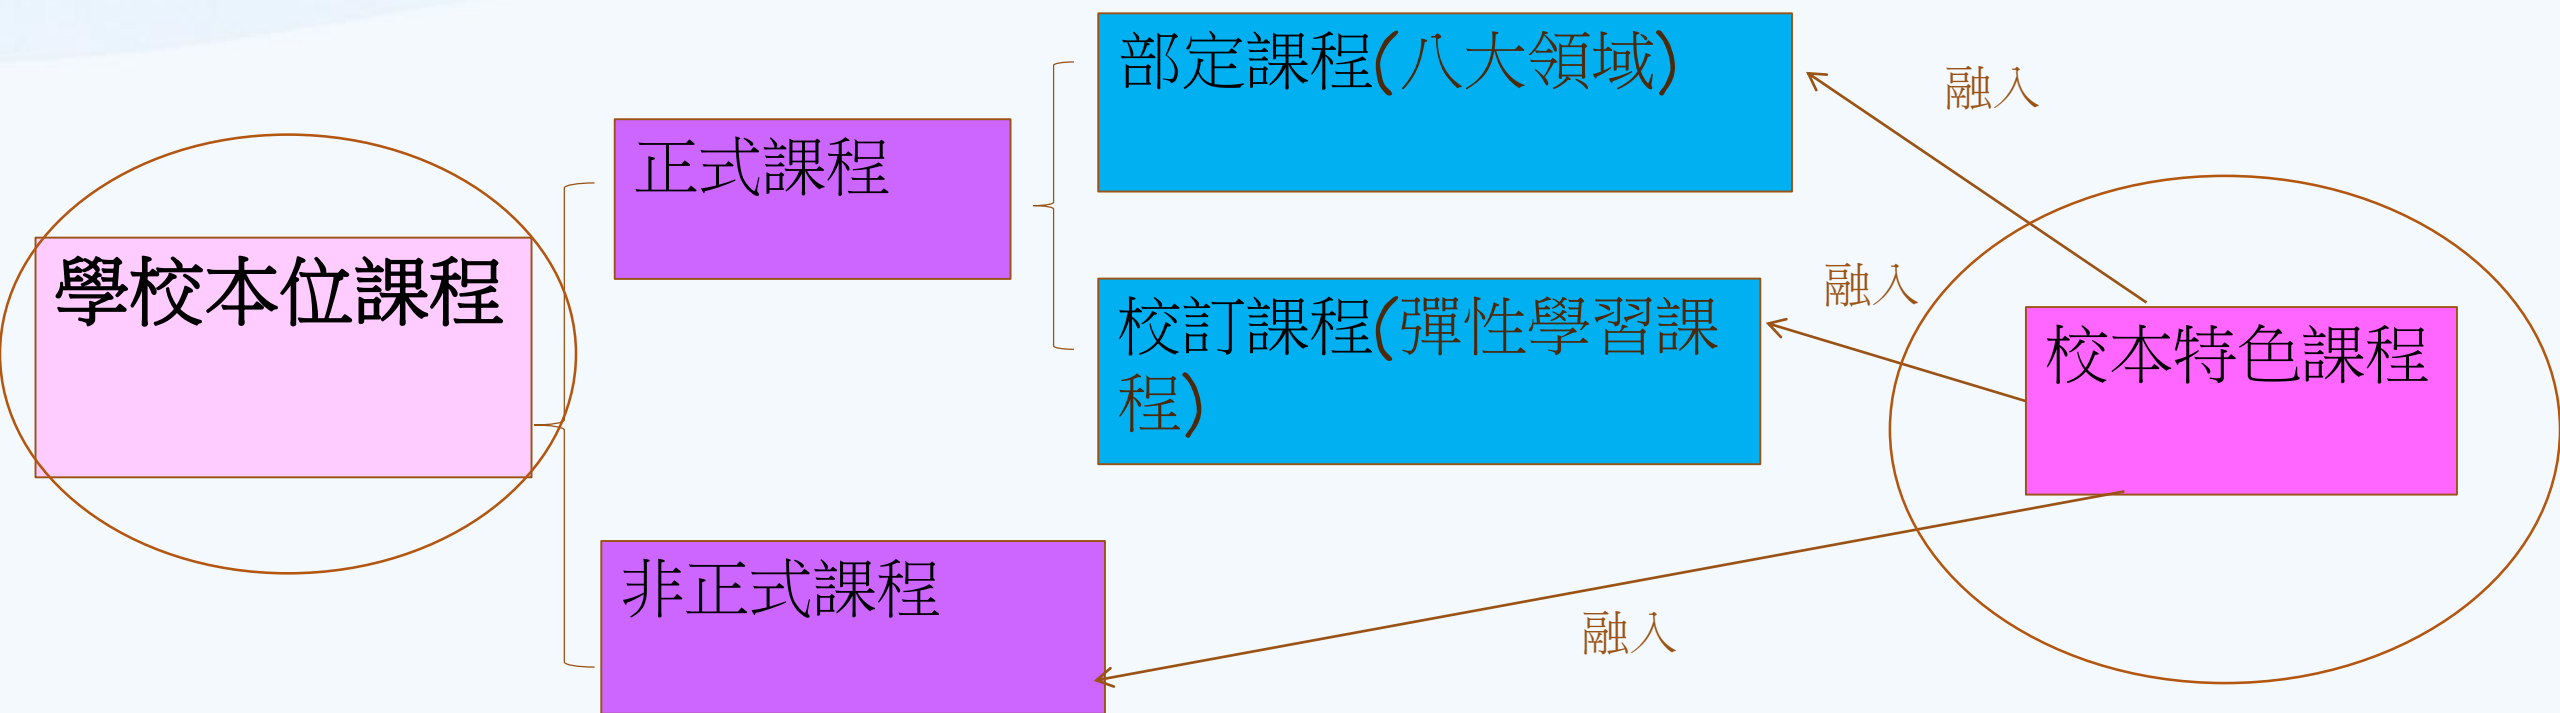 學校本位課程
正式課程
非正式課程
部定課程(八大領域)
校訂課程(彈性學習課
程)
融入
融入
融入
校本特色課程